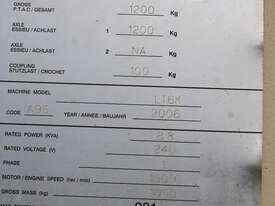 GROSS
P.T.A.C / GESAMT 1200 Kg
AXLE
ESSIEU / ACHLAST 1 1200 Kg
AXLE
ESSIEU / ACHLAST 2 NA Kg
COUPLING
STUTZLAST / CROCHET 100 Kg
MACHINE MODEL LT6K
CODE A95 YEAR / ANNEE / BAUJAHR 2006
RATED POWER (KVA) 2.8
RATED VOLTAGE (V) 240
PHASE 1
MOTOR / ENGINE SPEED (rev / min) 1500
GROSS MASS (kg)